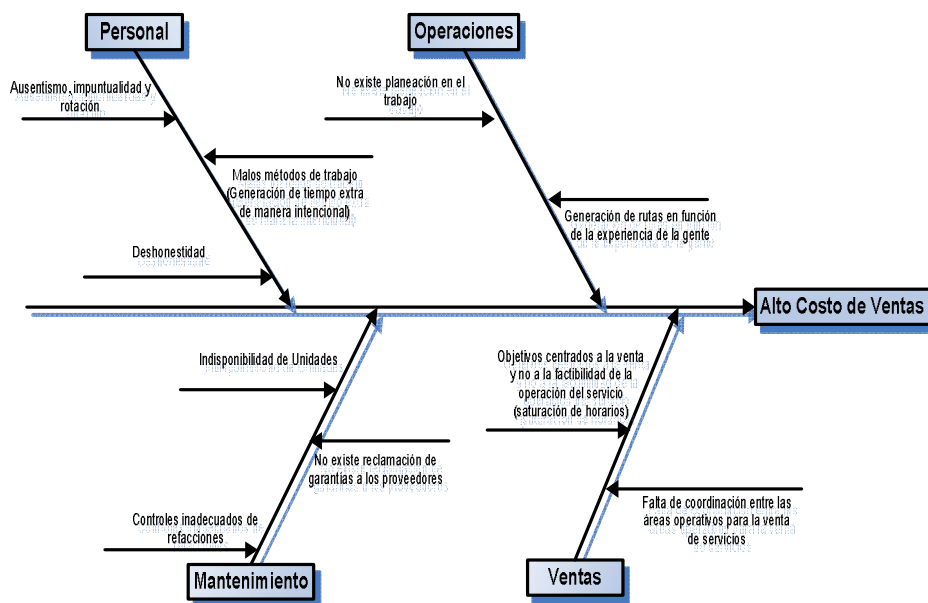 Personal
Operaciones
Ausentismo, impuntualidad y
rotación
No existe planeación en el
trabajo
Malos métodos de trabajo
(Generación de tiempo extra
de manera intencional)
Generación de rutas en función
de la experiencia de la gente
Deshonestidad
Alto Costo de Ventas
Indisponibilidad de Unidades
Objetivos centrados a la venta
y no a la factibilidad de la
operación del servicio
(saturación de horarios)
No existe reclamación de
garantías a los proveedores
Falta de coordinación entre las
áreas operativos para la venta
de servicios
Controles inadecuados de
refacciones
Mantenimiento
Ventas